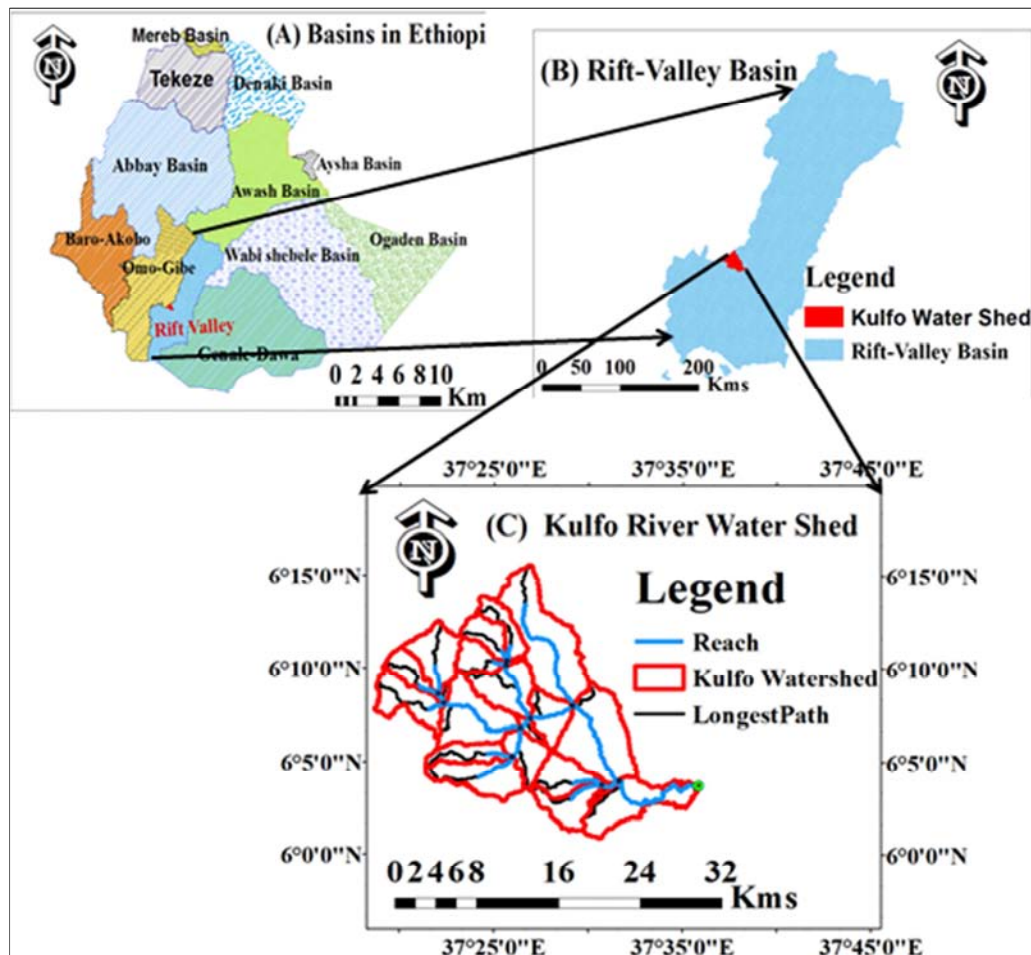 (A) Basins in Ethiopi
N
Mereb Basin
Tekeze
Denaki Basin
Abbay Basin
Aysha Basin
Awash Basin
Baro-Akobo
Omo-Gibe
Wabi shebele Basin
Ogaden Basin
Rift Valley
Genale-Dawa
0 2 4 6 8 10
Km
(B) Rift-Valley Basin
N
Legend
Kulfo Water Shed
Rift-Valley Basin
0 50 100 200
Kms
37°25'0"E 37°35'0"E 37°45'0"E
(C) Kulfo River Water Shed
N
Legend
Reach
Kulfo Watershed
LongestPath
6°15'0"N 6°15'0"N
6°10'0"N 6°10'0"N
6°5'0"N 6°5'0"N
6°0'0"N 6°0'0"N
0 2 4 6 8 16 24 32
Kms
37°25'0"E 37°35'0"E 37°45'0"E